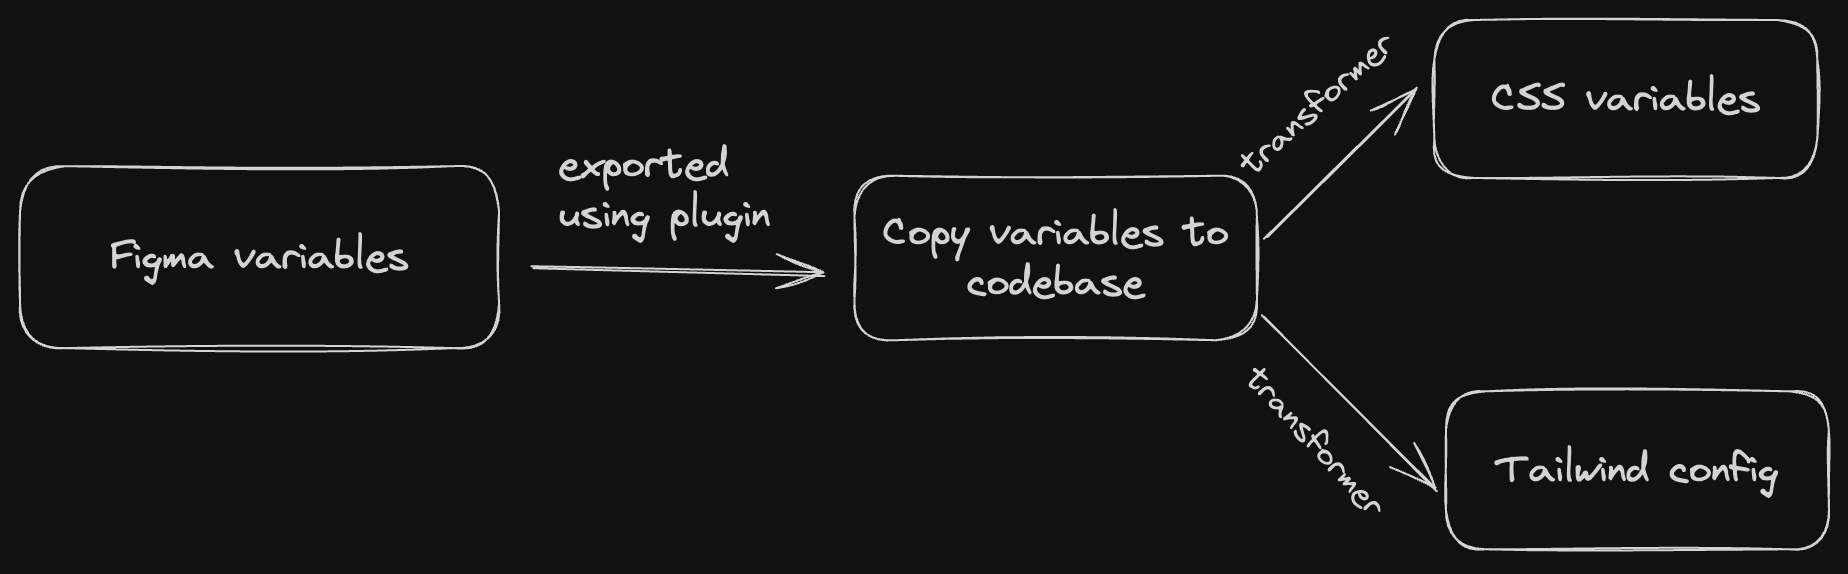 Figma variables
exported
using plugin
Copy variables to
codebase
transformer
CSS variables
transformer
Tailwind config